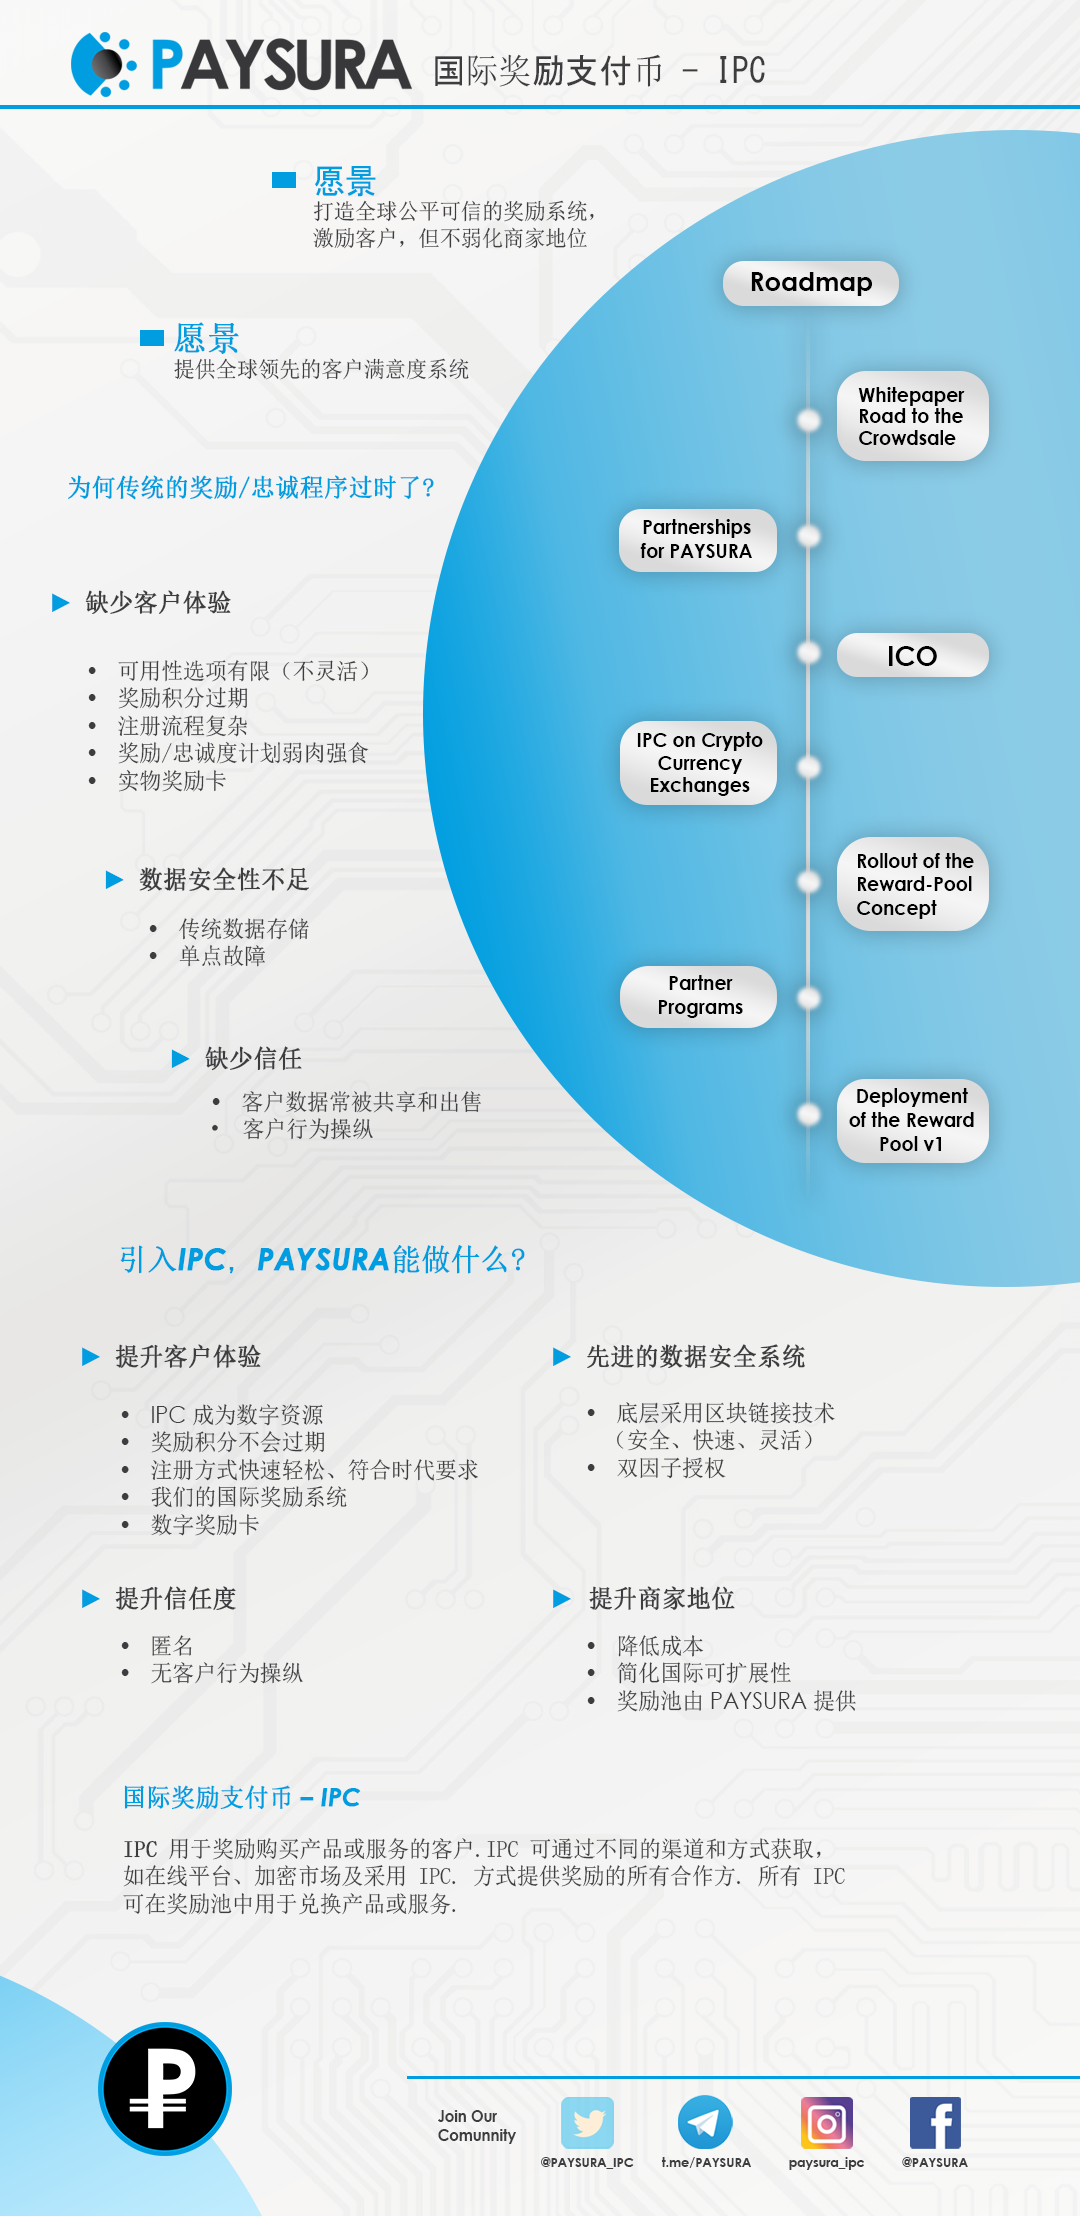 PAYSURA 国际奖励支付币 - IPC
愿景
打造全球公平可信的奖励系统，
激励客户，但不弱化商家地位
愿景
提供全球领先的客户满意度系统
为何传统的奖励/忠诚程序过时了?
缺少客户体验
• 可用性选项有限（不灵活）
• 奖励积分过期
• 注册流程复杂
• 奖励/忠诚度计划弱肉强食
• 实物奖励卡
数据安全性不足
• 传统数据存储
• 单点故障
缺少信任
• 客户数据常被共享和出售
• 客户行为操纵
Roadmap
Whitepaper
Road to the
Crowdsale
Partnerships
for PAYSURA
ICO
IPC on Crypto
Currency
Exchanges
Rollout of the
Reward-Pool
Concept
Partner
Programs
Deployment
of the Reward
Pool v1
引入IPC，PAYSURA能做什么?
提升客户体验
• IPC 成为数字资源
• 奖励积分不会过期
• 注册方式快速轻松、符合时代要求
• 我们的国际奖励系统
• 数字奖励卡
先进的数据安全系统
• 底层采用区块链接技术
（安全、快速、灵活）
• 双因子授权
提升信任度
• 匿名
• 无客户行为操纵
提升商家地位
• 降低成本
• 简化国际可扩展性
• 奖励池由 PAYSURA 提供
国际奖励支付币 – IPC
IPC 用于奖励购买产品或服务的客户. IPC 可通过不同的渠道和方式获取，
如在线平台、加密市场及采用 IPC. 方式提供奖励的所有合作方. 所有 IPC
可在奖励池中用于兑换产品或服务.
P
Join Our
Comunnity
@PAYSURA_IPC
t.me/PAYSURA
paysura_ipc
@PAYSURA